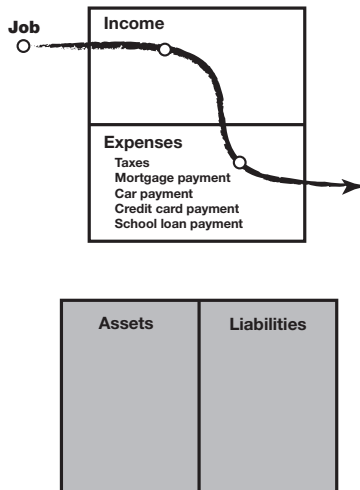 Job
Income
Expenses
Taxes
Mortgage payment
Car payment
Credit card payment
School loan payment
Assets
Liabilities